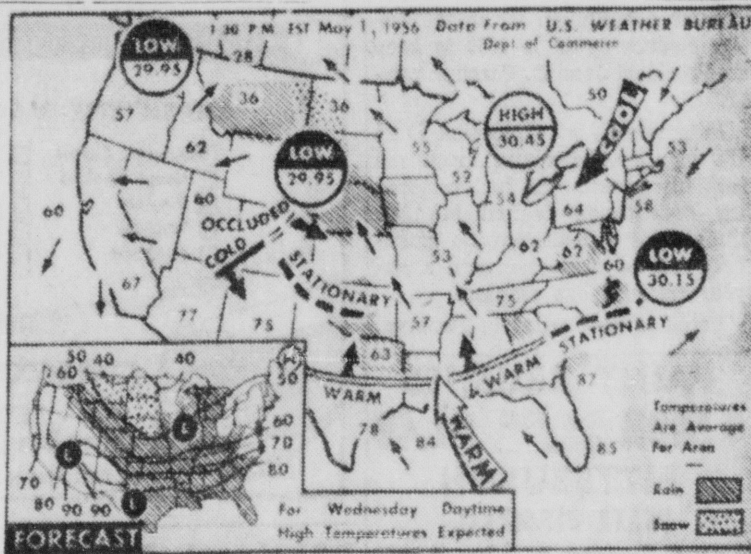 1:30 P.M. EST May 1, 1956 Data From U.S. WEATHER BUREAU
Dept of Commerce
LOW
29.95
28
50
COOL
HIGH
30.45
57
36
36
53
62
LOW
29.95
55
52
54
64
58
60
60
OCCLUDED
COLD
53
62
62
60
LOW
30.15
67
STATIONARY
77
75
57
75
STATIONARY
63
WARM
WARM
87
WARM
78
84
85
Temperatures
Are Average
For Area
Rain
Snow
50 40
60
40
50
60
70
80
L
L
L
70
80 90 90
FORECAST
For Wednesday Daytime
High Temperatures Expected